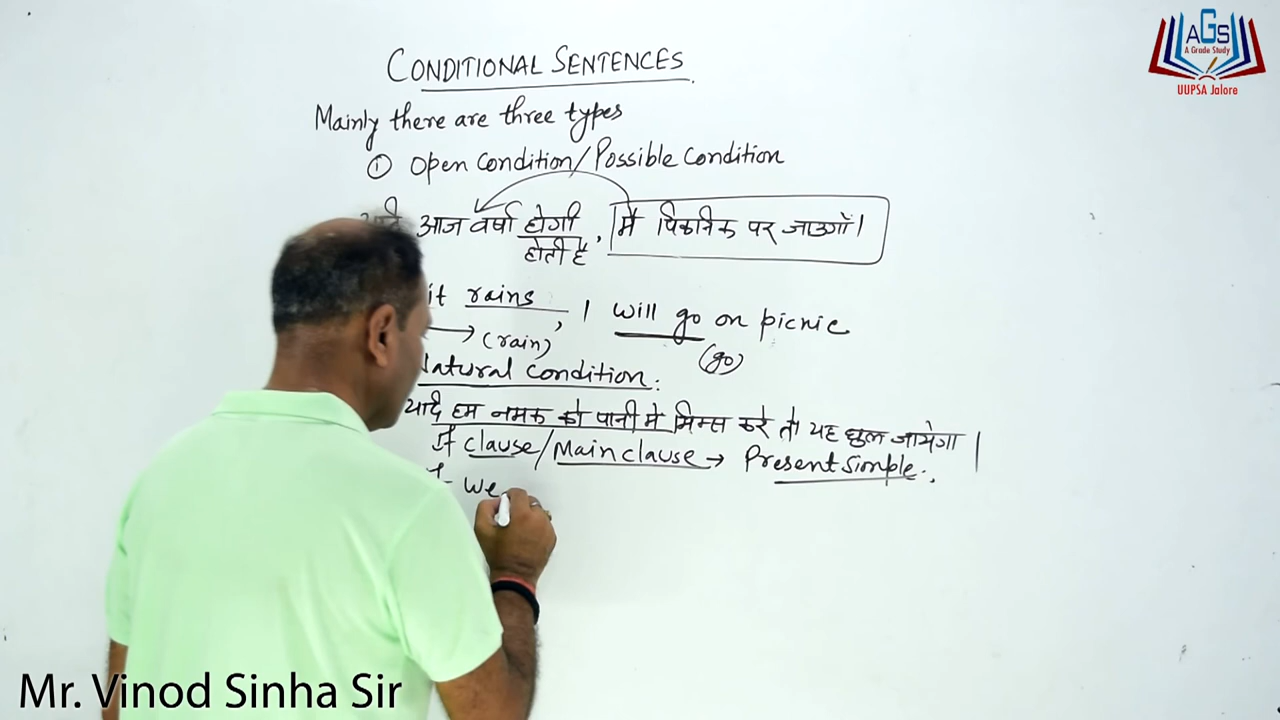 AGS
A Grade Study
UUPSA Jalore
CONDITIONAL SENTENCES
Mainly there are three types
① Open Condition/Possible Condition
आज वर्षा होगी, मैं पिकनिक पर जाउगाँ।
होती है
it rains, I will go on picnic
(rain) (go)
Natural Condition:
यदि हम नमक को पानी मे मिक्स करे तो यह घुल जायेगा।
If clause/Main clause → Present Simple.
we
Mr. Vinod Sinha Sir